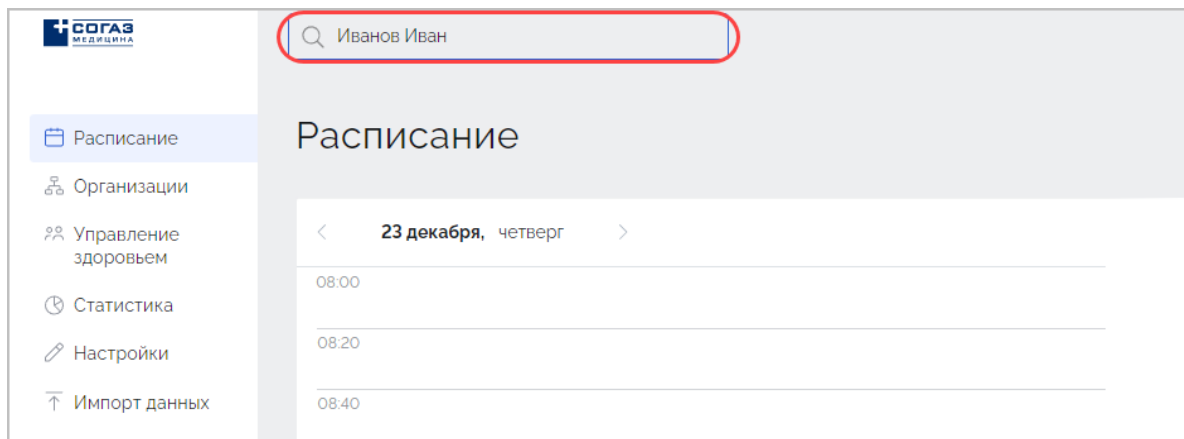 СОГАЗ
МЕДИЦИНА
Иванов Иван
Расписание
Расписание
Организации
Управление
здоровьем
Статистика
Настройки
Импорт данных
23 декабря, четверг
08:00
08:20
08:40